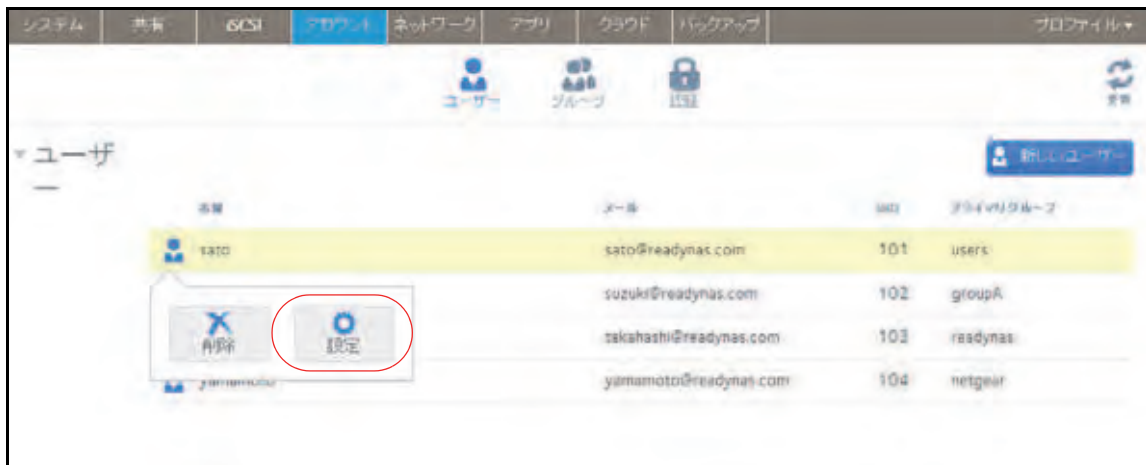 システム 共有 iSCSI アカウント ネットワーク アプリ クラウド バックアップ プロファイル▼
ユーザー グループ 認証 更新
ユーザ
ー
新しいユーザー
名前 メール UID プライマリグループ
sato sato@readynas.com 101 users
suzuki@readynas.com 102 groupA
takahashi@readynas.com 103 readynas
削除 設定
yamamoto yamamoto@readynas.com 104 netgear